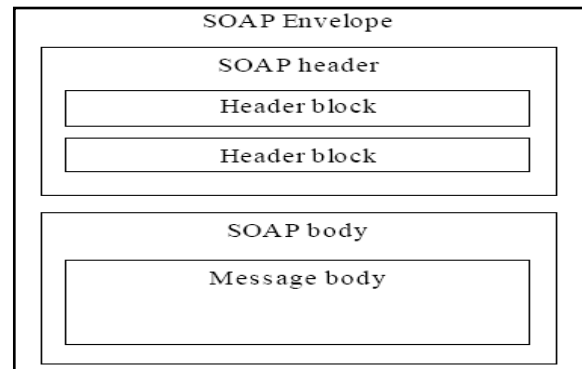 SOAP Envelope
SOAP header
Header block
Header block
SOAP body
Message body